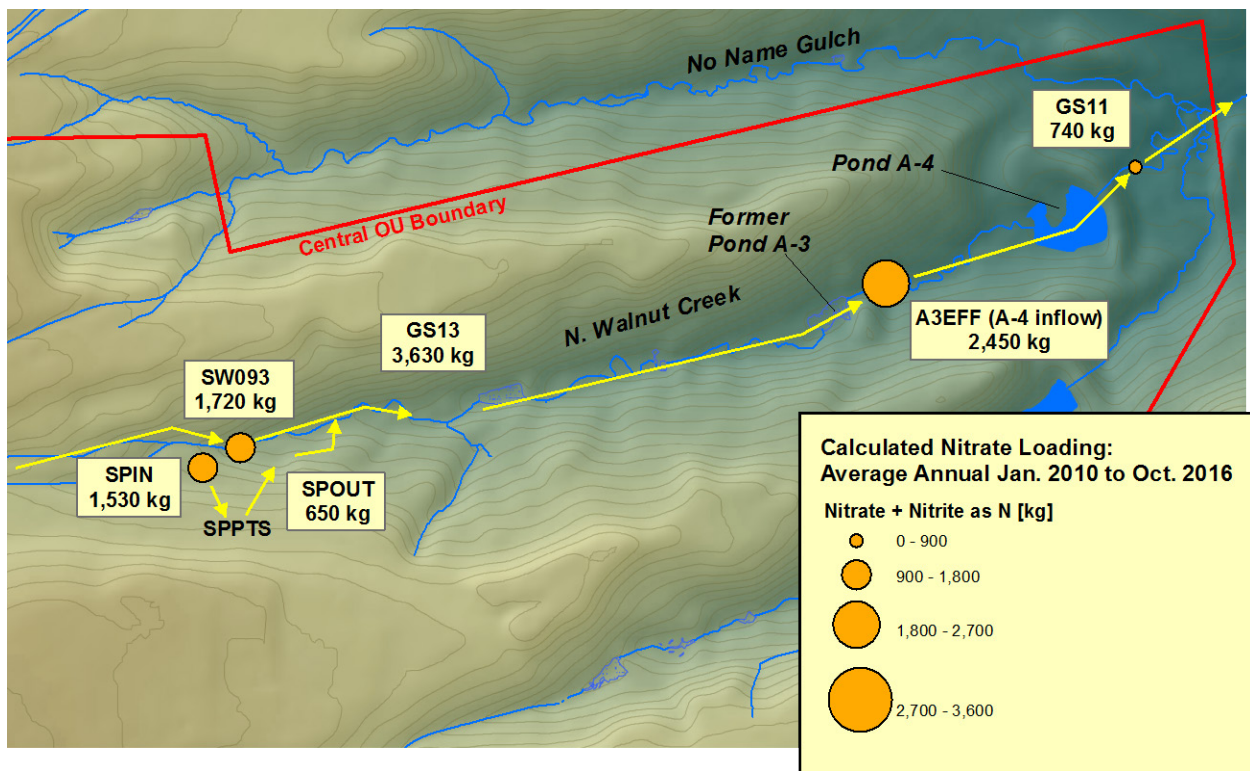 No Name Gulch
GS11
740 kg
Pond A-4
Central OU Boundary
Former
Pond A-3
N. Walnut Creek
A3EFF (A-4 inflow)
2,450 kg
GS13
3,630 kg
SW093
1,720 kg
SPIN
1,530 kg
SPOUT
650 kg
SPPTS
Calculated Nitrate Loading:
Average Annual Jan. 2010 to Oct. 2016
Nitrate + Nitrite as N [kg]
0 - 900
900 - 1,800
1,800 - 2,700
2,700 - 3,600